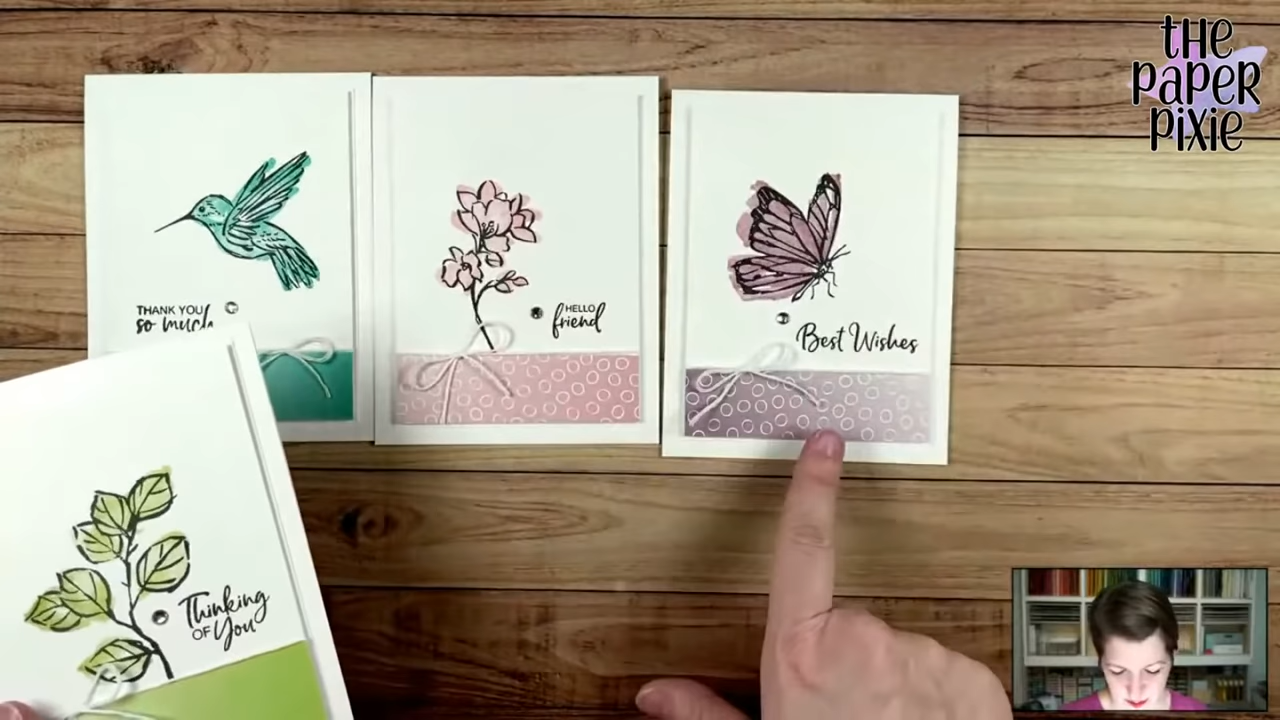 THE
PAPER
PIXIE
THANK YOU
so much
HELLO
friend
Best Wishes
Thinking
OF You